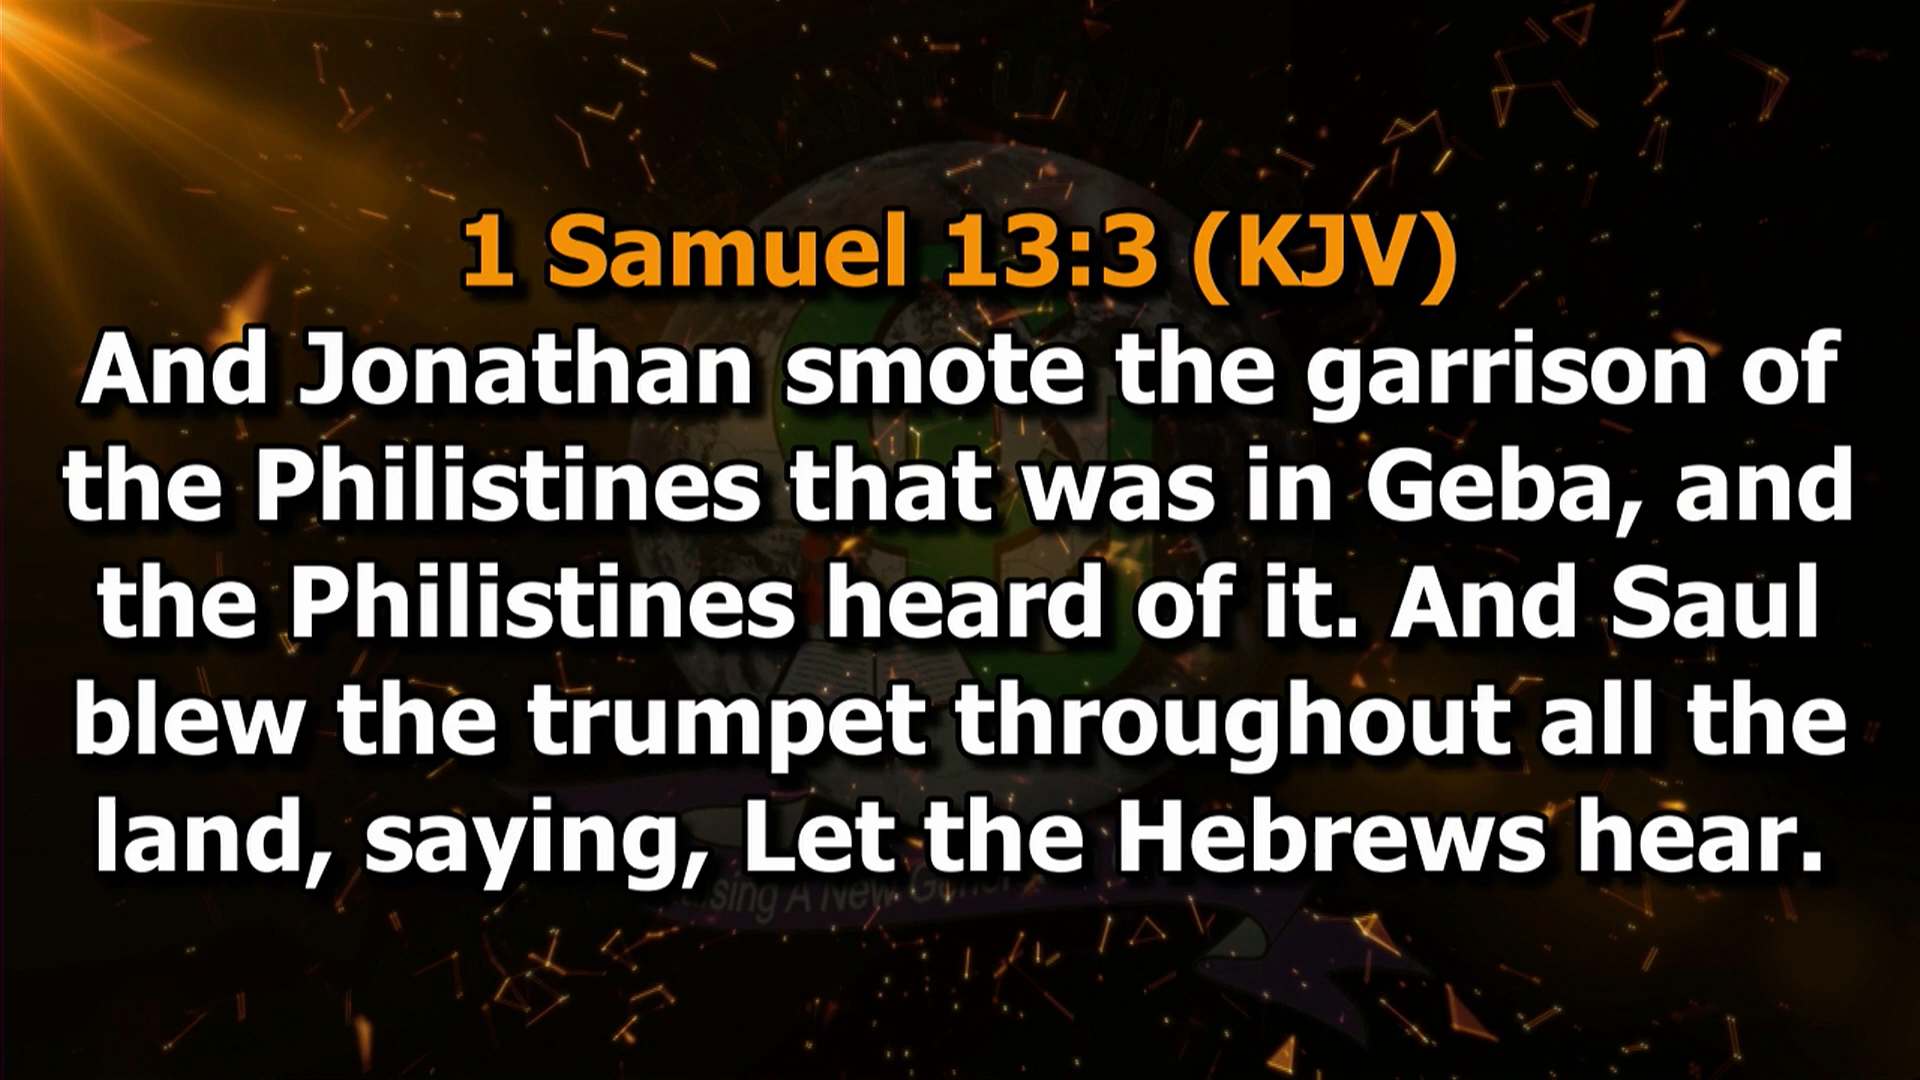 1 Samuel 13:3 (KJV)
And Jonathan smote the garrison of
the Philistines that was in Geba, and
the Philistines heard of it. And Saul
blew the trumpet throughout all the
land, saying, Let the Hebrews hear.
A New